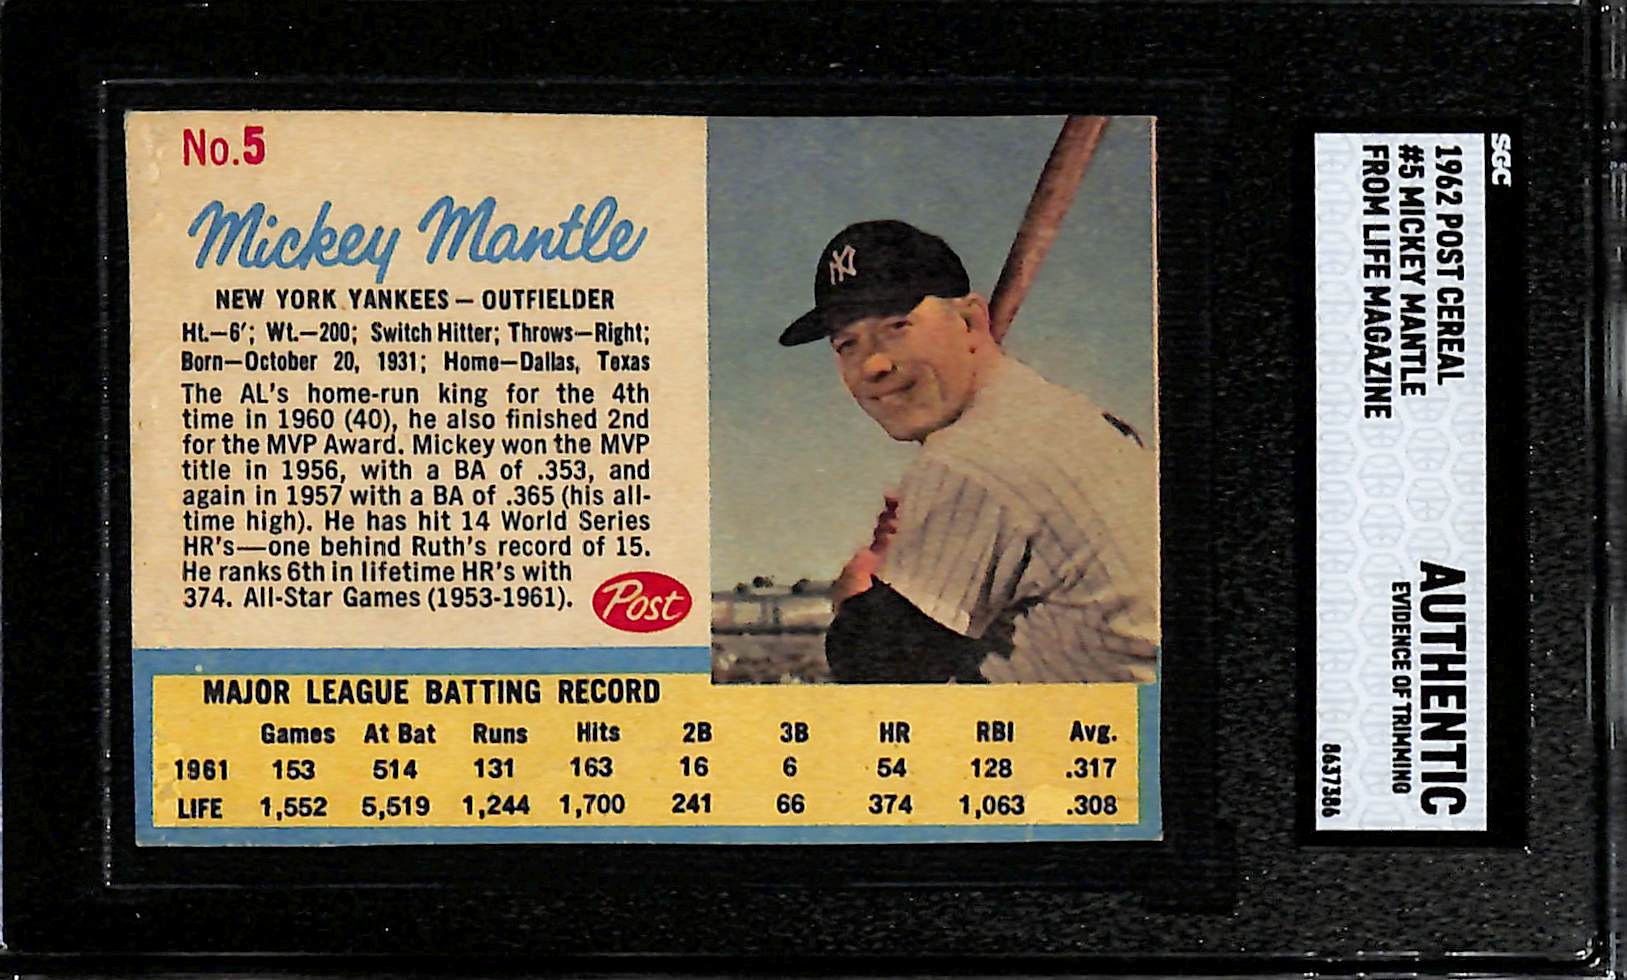 No.5
Mickey Mantle
NEW YORK YANKEES — OUTFIELDER
Ht.—6'; Wt.—200; Switch Hitter; Throws—Right;
Born—October 20, 1931; Home—Dallas, Texas
The AL's home-run king for the 4th
time in 1960 (40), he also finished 2nd
for the MVP Award. Mickey won the MVP
title in 1956, with a BA of .353, and
again in 1957 with a BA of .365 (his all-
time high). He has hit 14 World Series
HR's—one behind Ruth's record of 15.
He ranks 6th in lifetime HR's with
374. All-Star Games (1953-1961).
Post
NY
MAJOR LEAGUE BATTING RECORD
Games At Bat Runs Hits 2B 3B HR RBI Avg.
1961 153 514 131 163 16 6 54 128 .317
LIFE 1,552 5,519 1,244 1,700 241 66 374 1,063 .308
SGC
1962 POST CEREAL
#5 MICKEY MANTLE
FROM LIFE MAGAZINE
AUTHENTIC
EVIDENCE OF TRIMMING
8637386